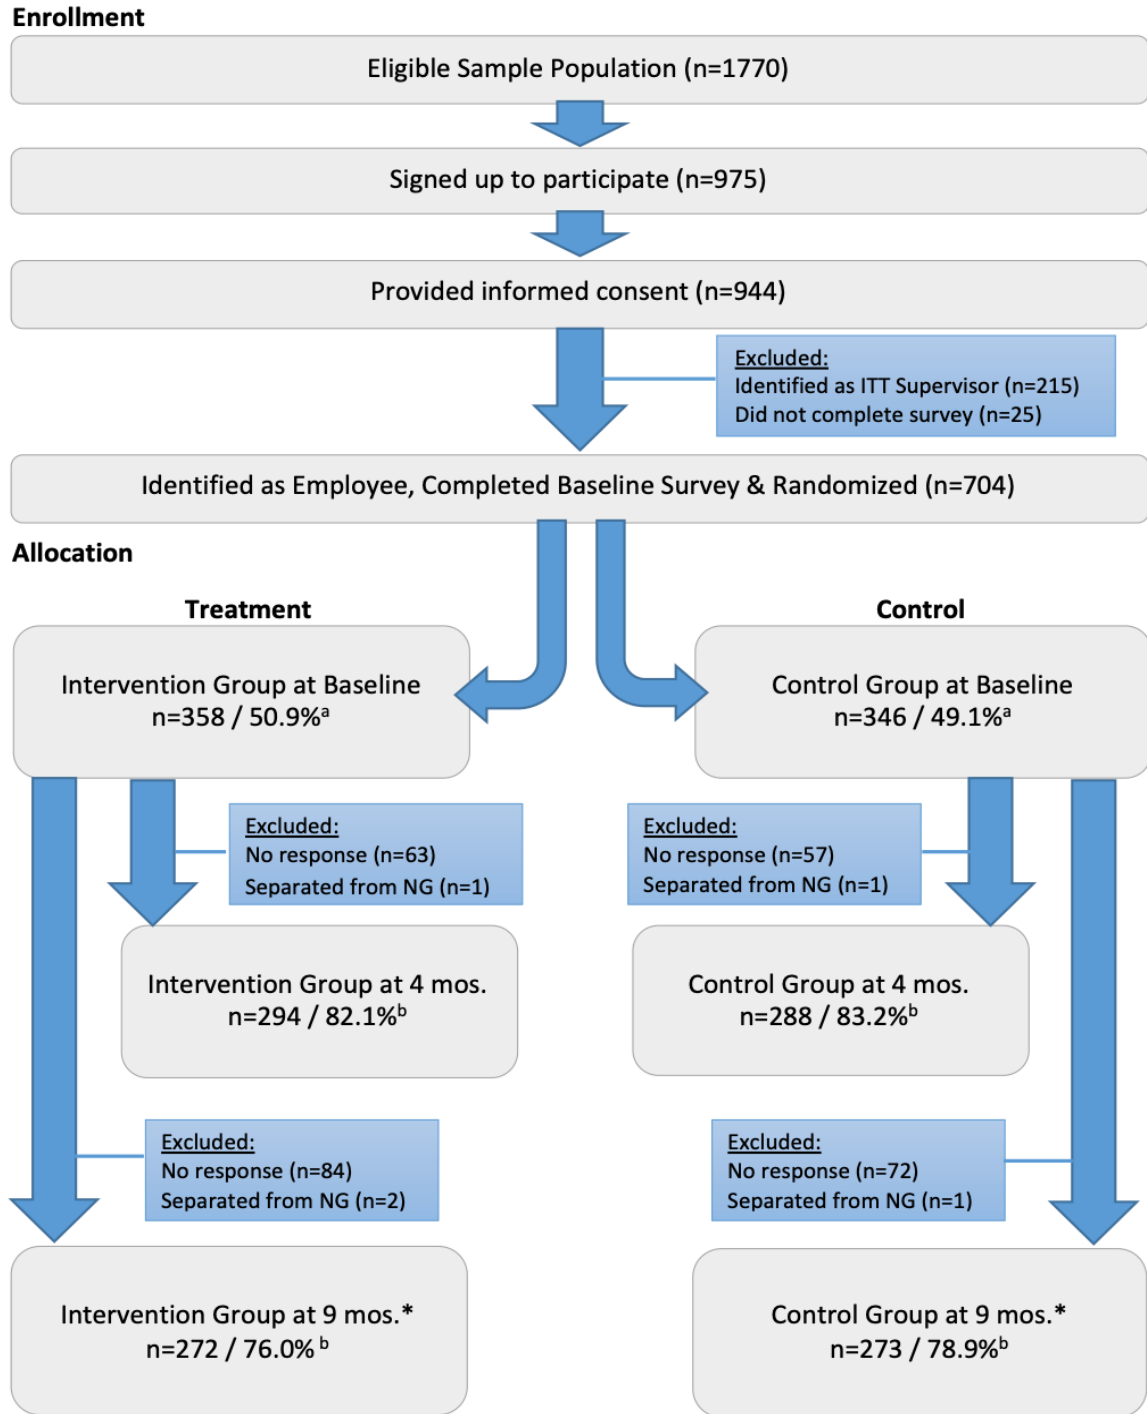 Enrollment
Eligible Sample Population (n=1770)
Signed up to participate (n=975)
Provided informed consent (n=944)
Excluded:
Identified as ITT Supervisor (n=215)
Did not complete survey (n=25)
Identified as Employee, Completed Baseline Survey & Randomized (n=704)
Allocation
Treatment
Control
Intervention Group at Baseline
n=358 / 50.9%ᵃ
Control Group at Baseline
n=346 / 49.1%ᵃ
Excluded:
No response (n=63)
Separated from NG (n=1)
Excluded:
No response (n=57)
Separated from NG (n=1)
Intervention Group at 4 mos.
n=294 / 82.1%ᵇ
Control Group at 4 mos.
n=288 / 83.2%ᵇ
Excluded:
No response (n=84)
Separated from NG (n=2)
Excluded:
No response (n=72)
Separated from NG (n=1)
Intervention Group at 9 mos.*
n=272 / 76.0% ᵇ
Control Group at 9 mos.*
n=273 / 78.9%ᵇ